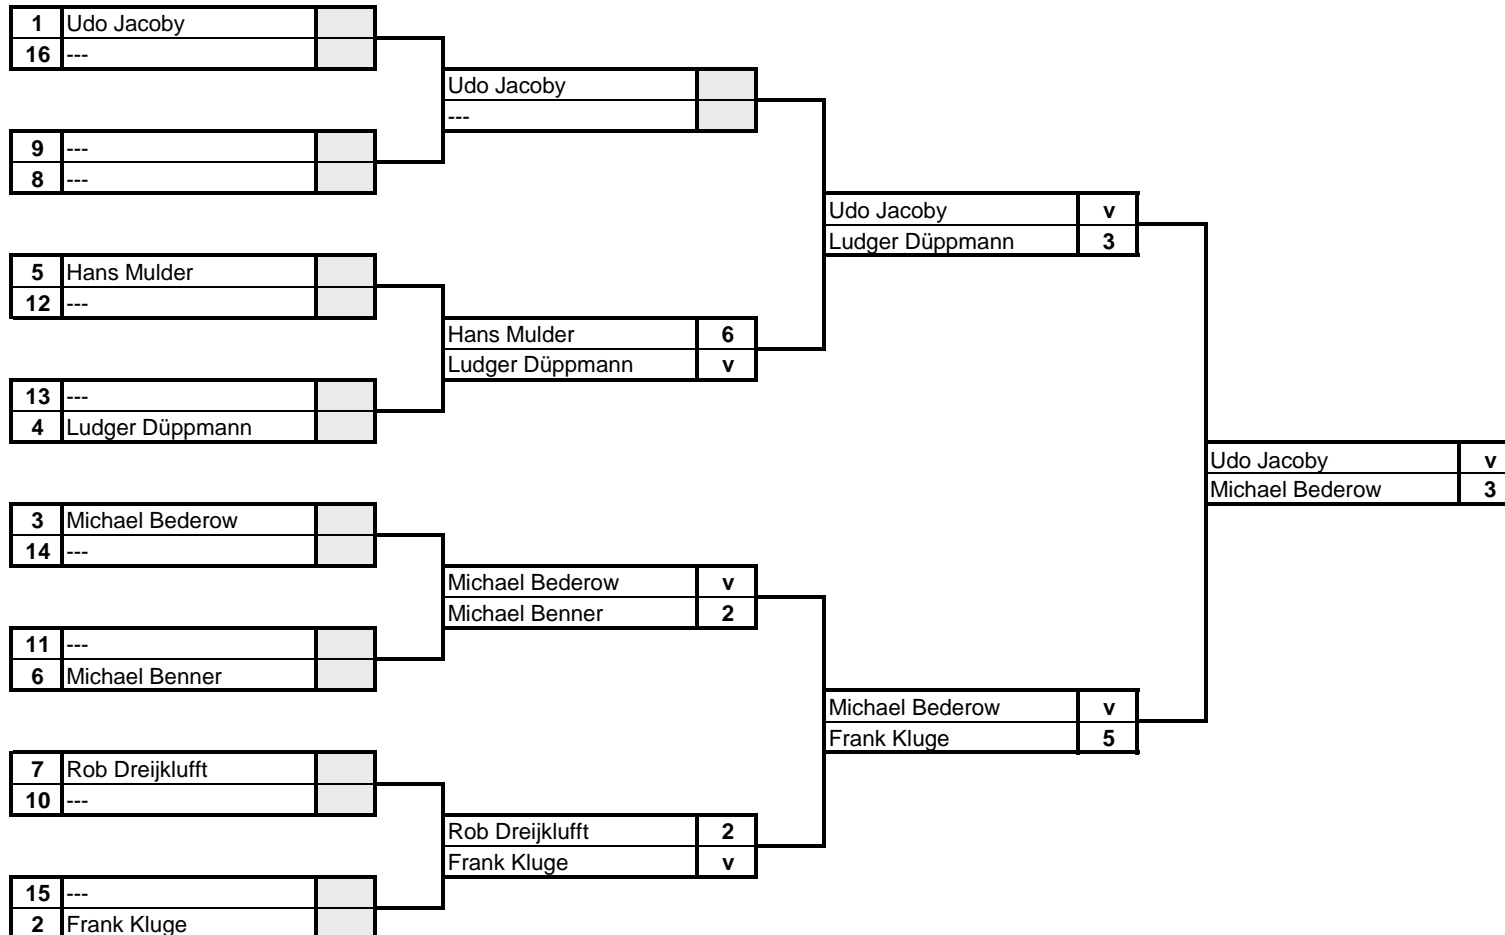 1 Udo Jacoby
16 ---
Udo Jacoby
---
9 ---
8 ---
Udo Jacoby v
Ludger Düppmann 3
5 Hans Mulder
12 ---
Hans Mulder 6
Ludger Düppmann v
13 ---
4 Ludger Düppmann
Udo Jacoby v
Michael Bederow 3
3 Michael Bederow
14 ---
Michael Bederow v
Michael Benner 2
11 ---
6 Michael Benner
Michael Bederow v
Frank Kluge 5
7 Rob Dreijklufft
10 ---
Rob Dreijklufft 2
Frank Kluge v
15 ---
2 Frank Kluge